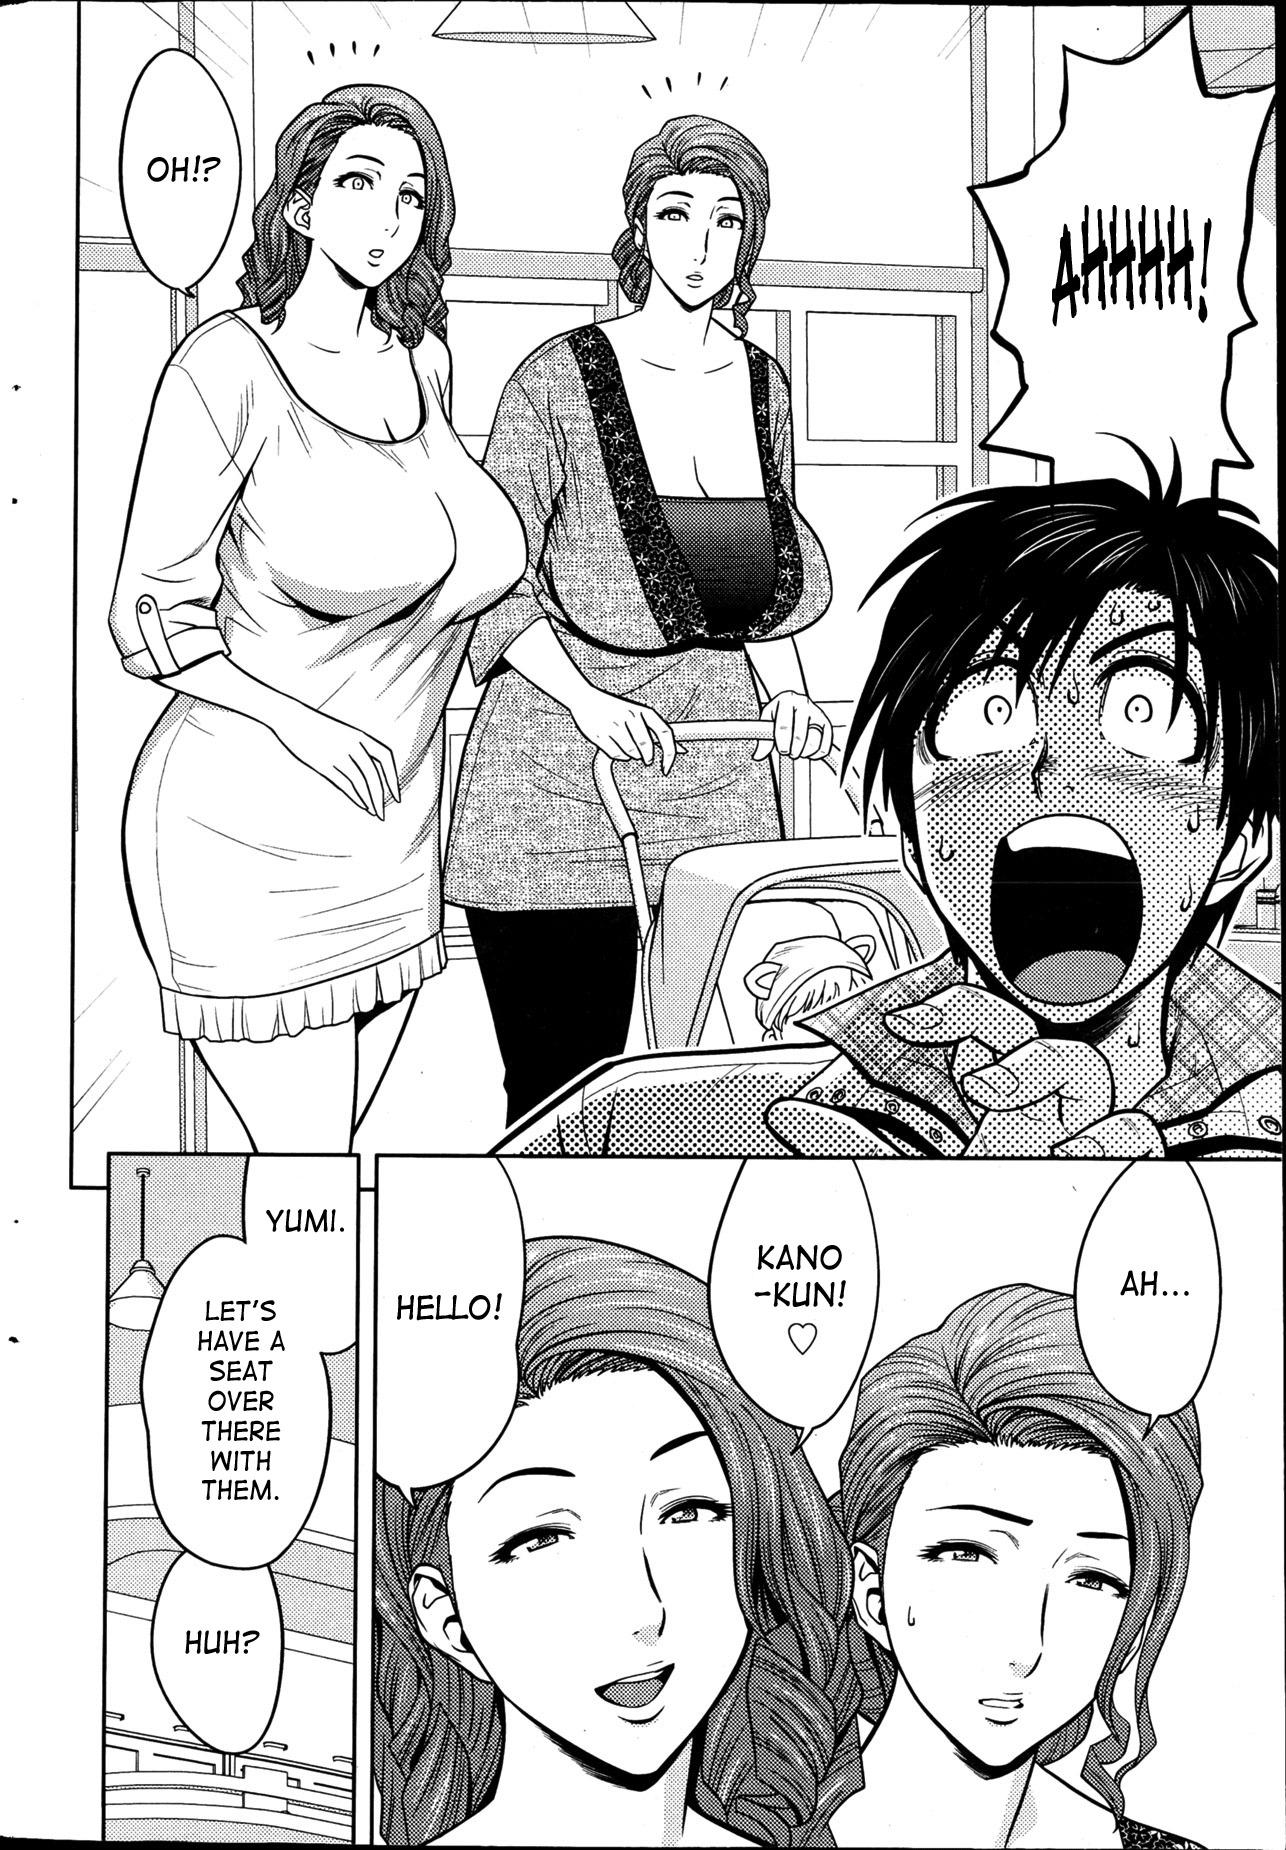 AHHHH!
OH!?
AH...
KANO
-KUN!
♡
HELLO!
YUMI.
LET'S
HAVE A
SEAT
OVER
THERE
WITH
THEM.
HUH?